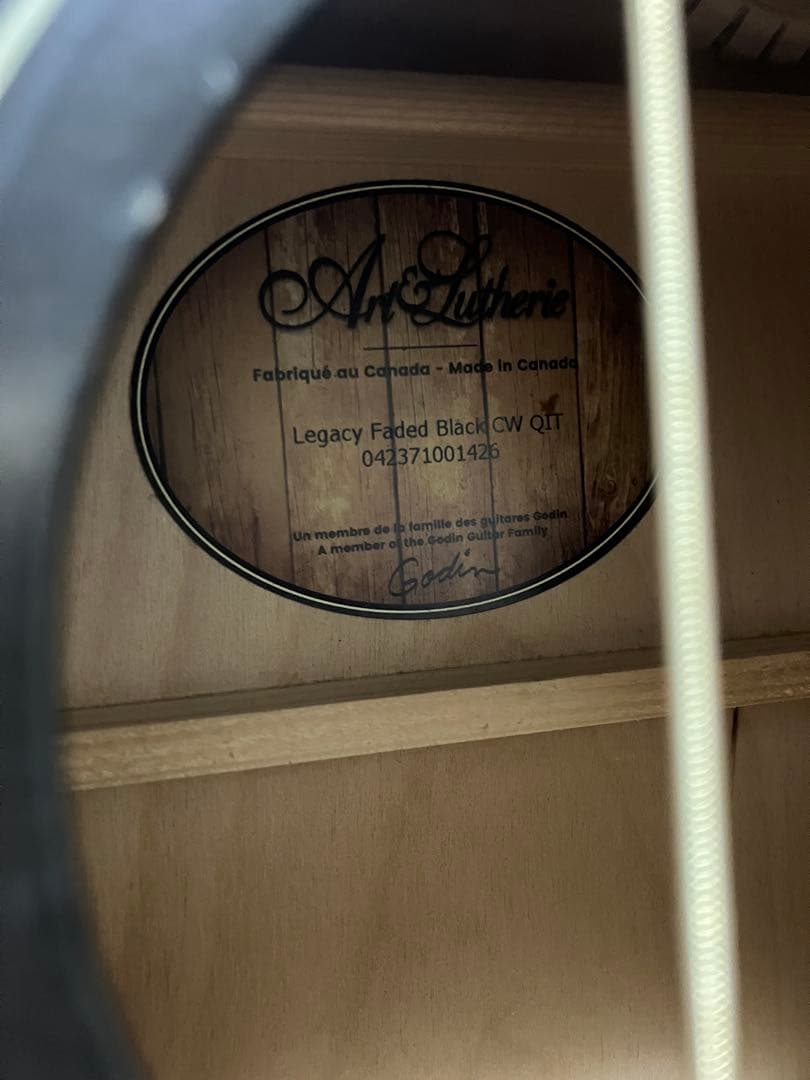 Art & Lutherie
Fabriqué au Canada - Made in Canada
Legacy Faded Black CW QIT
042371001426
Un membre de la famille des guitares Godin
A member of the Godin Guitar Family
Godin